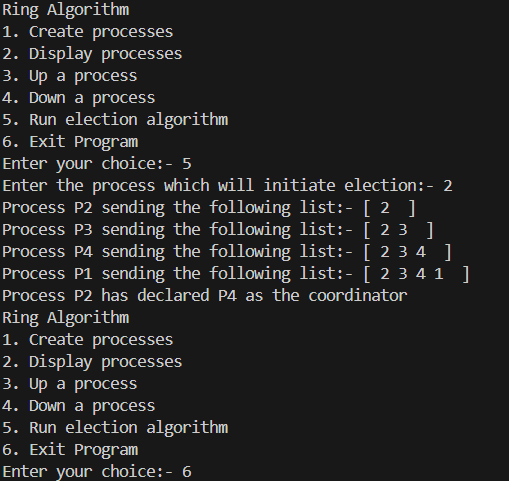 Ring Algorithm
1. Create processes
2. Display processes
3. Up a process
4. Down a process
5. Run election algorithm
6. Exit Program
Enter your choice:- 5
Enter the process which will initiate election:- 2
Process P2 sending the following list:- [ 2  ]
Process P3 sending the following list:- [ 2 3  ]
Process P4 sending the following list:- [ 2 3 4  ]
Process P1 sending the following list:- [ 2 3 4 1  ]
Process P2 has declared P4 as the coordinator
Ring Algorithm
1. Create processes
2. Display processes
3. Up a process
4. Down a process
5. Run election algorithm
6. Exit Program
Enter your choice:- 6